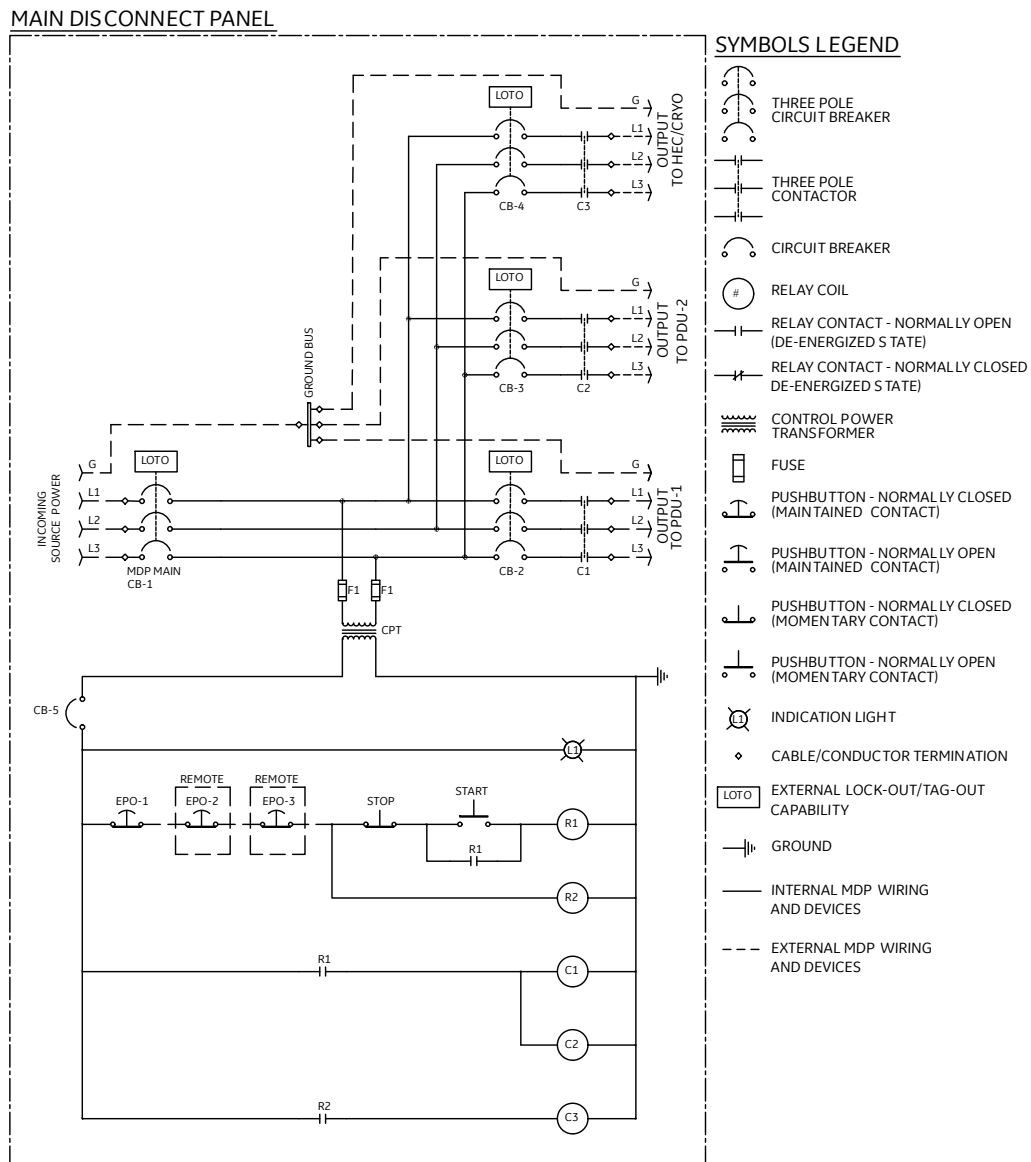 MAIN DISCONNECT PANEL
LOTO
G
L1
L2
L3
OUTPUT
TO HEC/CRYO
CB-4
C3
LOTO
G
L1
L2
L3
OUTPUT
TO PDU-2
CB-3
C2
GROUND BUS
INCOMING
SOURCE POWER
G
L1
L2
L3
LOTO
MDP MAIN
CB-1
LOTO
CB-2
C1
G
L1
L2
L3
OUTPUT
TO PDU-1
F1
F1
CPT
CB-5
L1
EPO-1
REMOTE
EPO-2
REMOTE
EPO-3
STOP
START
R1
R1
R2
R1
C1
C2
R2
C3
SYMBOLS LEGEND
THREE POLE
CIRCUIT BREAKER
THREE POLE
CONTACTOR
CIRCUIT BREAKER
#
RELAY COIL
RELAY CONTACT - NORMALLY OPEN
(DE-ENERGIZED STATE)
RELAY CONTACT - NORMALLY CLOSED
DE-ENERGIZED STATE)
CONTROL POWER
TRANSFORMER
FUSE
PUSHBUTTON - NORMALLY CLOSED
(MAINTAINED CONTACT)
PUSHBUTTON - NORMALLY OPEN
(MAINTAINED CONTACT)
PUSHBUTTON - NORMALLY CLOSED
(MOMENTARY CONTACT)
PUSHBUTTON - NORMALLY OPEN
(MOMENTARY CONTACT)
L1
INDICATION LIGHT
CABLE/CONDUCTOR TERMINATION
LOTO
EXTERNAL LOCK-OUT/TAG-OUT
CAPABILITY
GROUND
INTERNAL MDP WIRING
AND DEVICES
EXTERNAL MDP WIRING
AND DEVICES